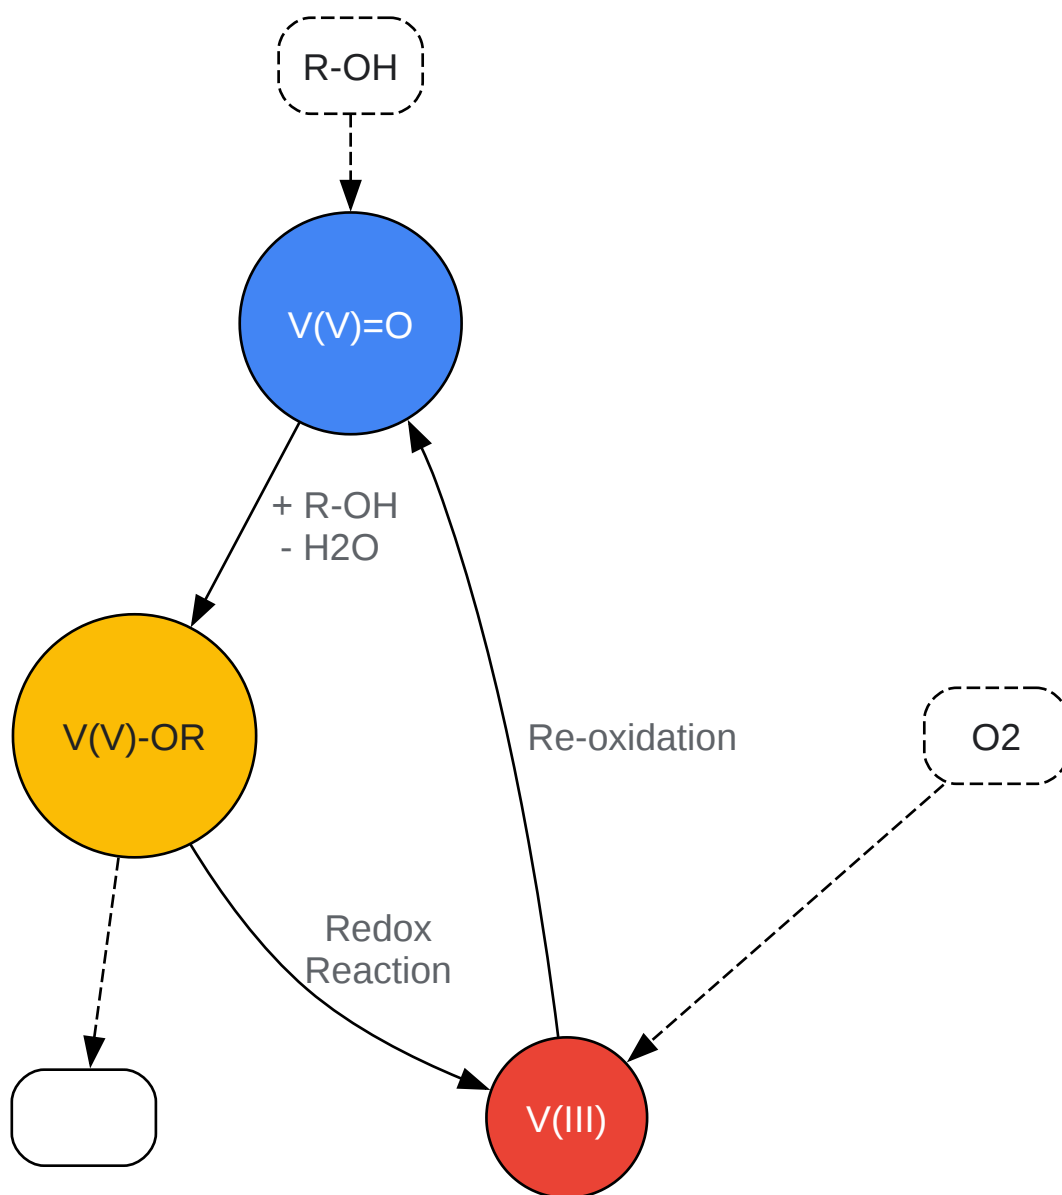 R-OH
V(V)=O
+ R-OH
- H2O
V(V)-OR
Re-oxidation
O2
Redox
Reaction
V(III)